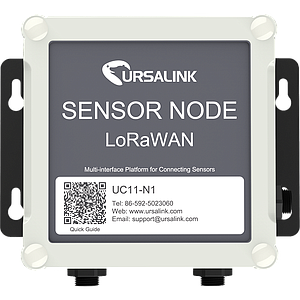 URSALINK
SENSOR NODE
LoRaWAN
Multi-interface Platform for Connecting Sensors
UC11-N1
Tel: 86-592-5023060
Web: www.ursalink.com
Email: support@ursalink.com
Quick Guide